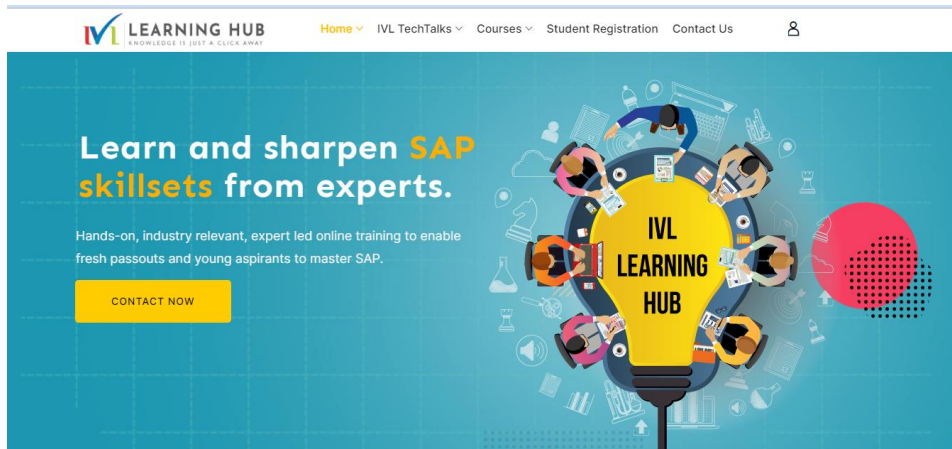 IVL LEARNING HUB
KNOWLEDGE IS JUST A CLICK AWAY
Home IVL TechTalks Courses Student Registration Contact Us
Learn and sharpen SAP
skillsets from experts.
Hands-on, industry relevant, expert led online training to enable
fresh passouts and young aspirants to master SAP.
CONTACT NOW
IVL
LEARNING
HUB